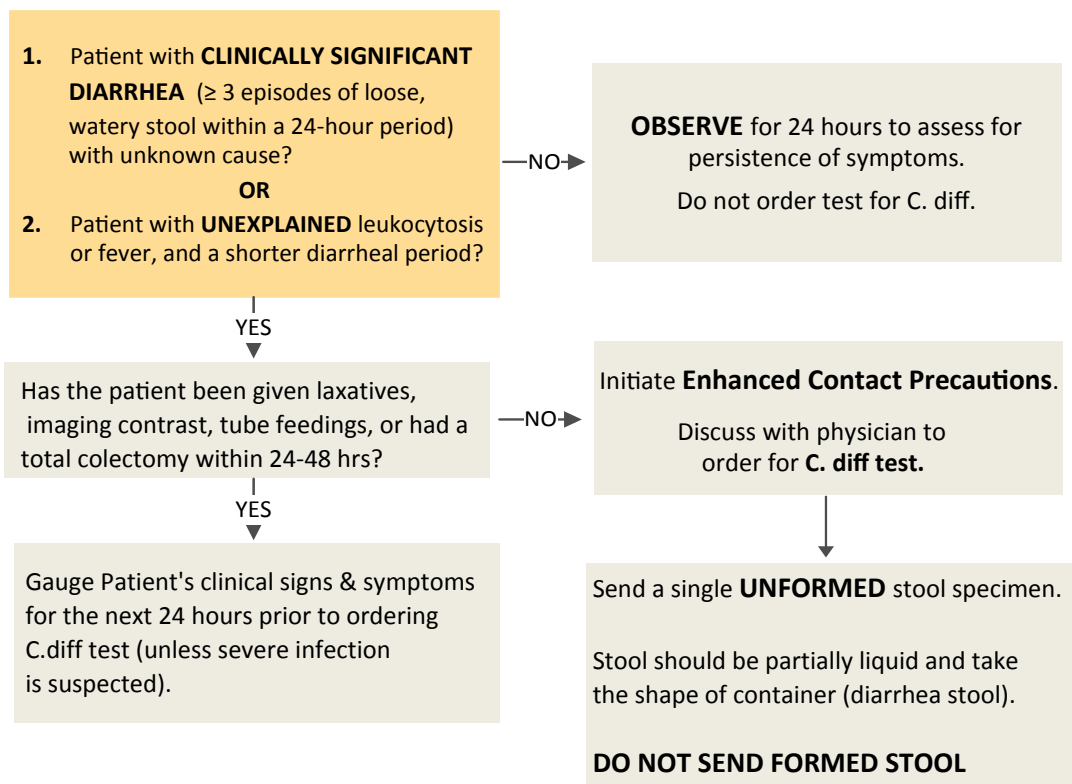 1. Patient with CLINICALLY SIGNIFICANT
DIARRHEA (≥ 3 episodes of loose,
watery stool within a 24-hour period)
with unknown cause?
OR
2. Patient with UNEXPLAINED leukocytosis
or fever, and a shorter diarrheal period?
NO
OBSERVE for 24 hours to assess for
persistence of symptoms.
Do not order test for C. diff.
YES
Has the patient been given laxatives,
imaging contrast, tube feedings, or had a
total colectomy within 24-48 hrs?
NO
Initiate Enhanced Contact Precautions.
Discuss with physician to
order for C. diff test.
YES
Gauge Patient's clinical signs & symptoms
for the next 24 hours prior to ordering
C.diff test (unless severe infection
is suspected).
Send a single UNFORMED stool specimen.
Stool should be partially liquid and take
the shape of container (diarrhea stool).
DO NOT SEND FORMED STOOL